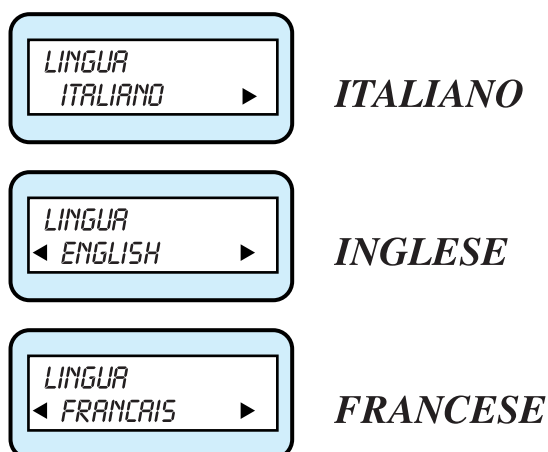 LINGUA
ITALIANO ►
ITALIANO
LINGUA
◄ ENGLISH ►
INGLESE
LINGUA
◄ FRANCAIS ►
FRANCESE